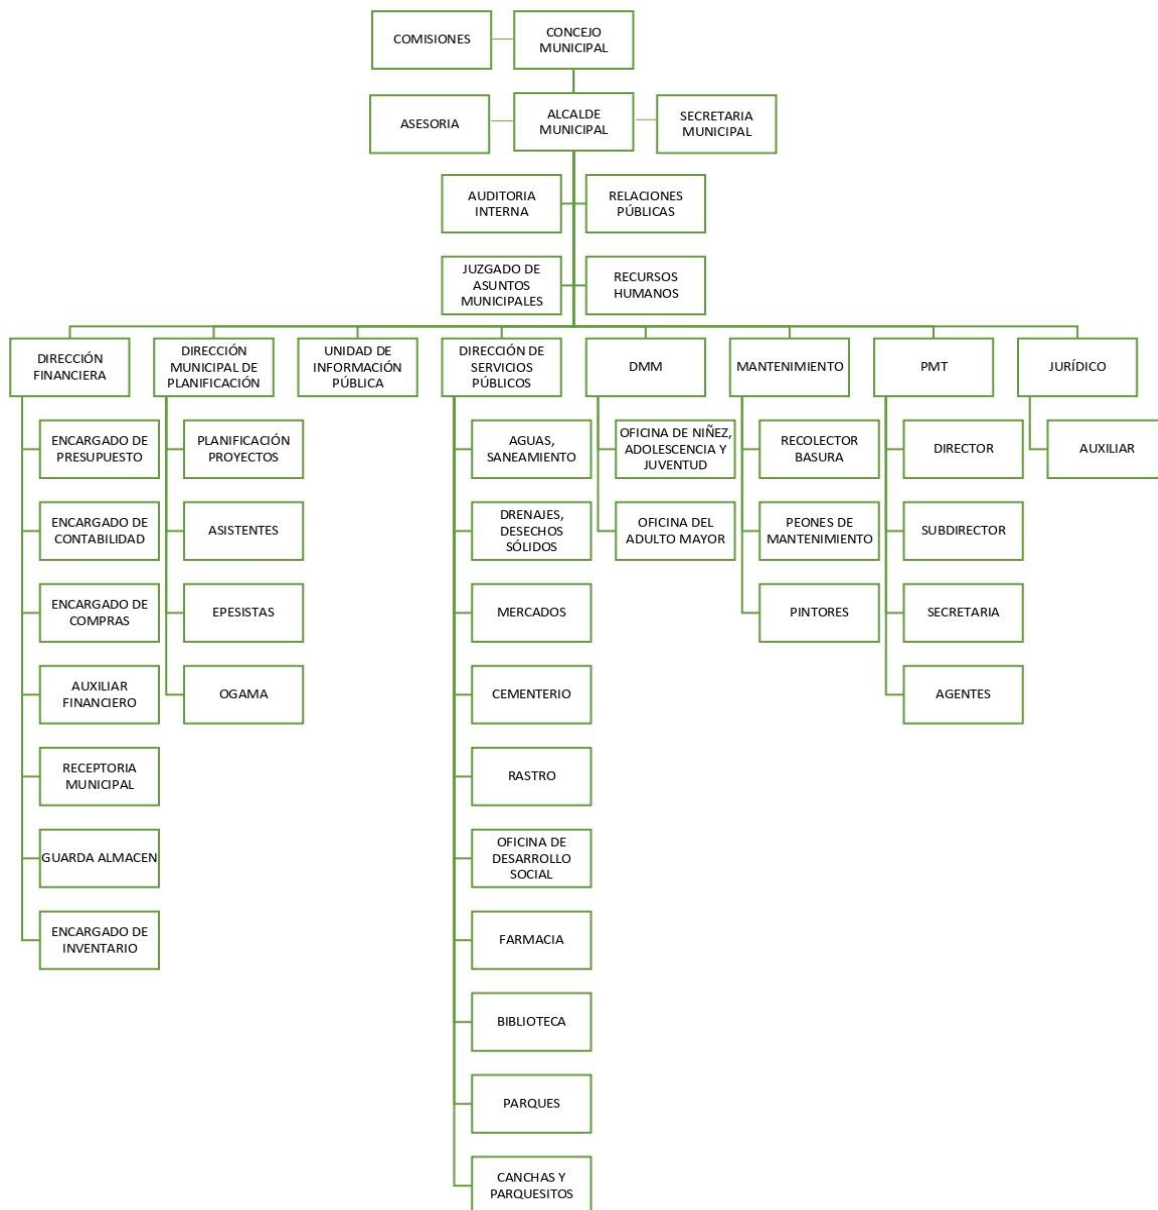 COMISIONES
CONCEJO
MUNICIPAL
ASESORIA
ALCALDE
MUNICIPAL
SECRETARIA
MUNICIPAL
AUDITORIA
INTERNA
RELACIONES
PÚBLICAS
JUZGADO DE
ASUNTOS
MUNICIPALES
RECURSOS
HUMANOS
DIRECCIÓN
FINANCIERA
DIRECCIÓN
MUNICIPAL DE
PLANIFICACIÓN
UNIDAD DE
INFORMACIÓN
PÚBLICA
DIRECCIÓN DE
SERVICIOS
PÚBLICOS
DMM
MANTENIMIENTO
PMT
JURÍDICO
ENCARGADO DE
PRESUPUESTO
ENCARGADO DE
CONTABILIDAD
ENCARGADO DE
COMPRAS
AUXILIAR
FINANCIERO
RECEPTORIA
MUNICIPAL
GUARDA ALMACEN
ENCARGADO DE
INVENTARIO
PLANIFICACIÓN
PROYECTOS
ASISTENTES
EPESISTAS
OGAMA
AGUAS,
SANEAMIENTO
DRENAJES,
DESECHOS
SÓLIDOS
MERCADOS
CEMENTERIO
RASTRO
OFICINA DE
DESARROLLO
SOCIAL
FARMACIA
BIBLIOTECA
PARQUES
CANCHAS Y
PARQUESITOS
OFICINA DE NIÑEZ,
ADOLESCENCIA Y
JUVENTUD
OFICINA DEL
ADULTO MAYOR
RECOLECTOR
BASURA
PEONES DE
MANTENIMIENTO
PINTORES
DIRECTOR
SUBDIRECTOR
SECRETARIA
AGENTES
AUXILIAR